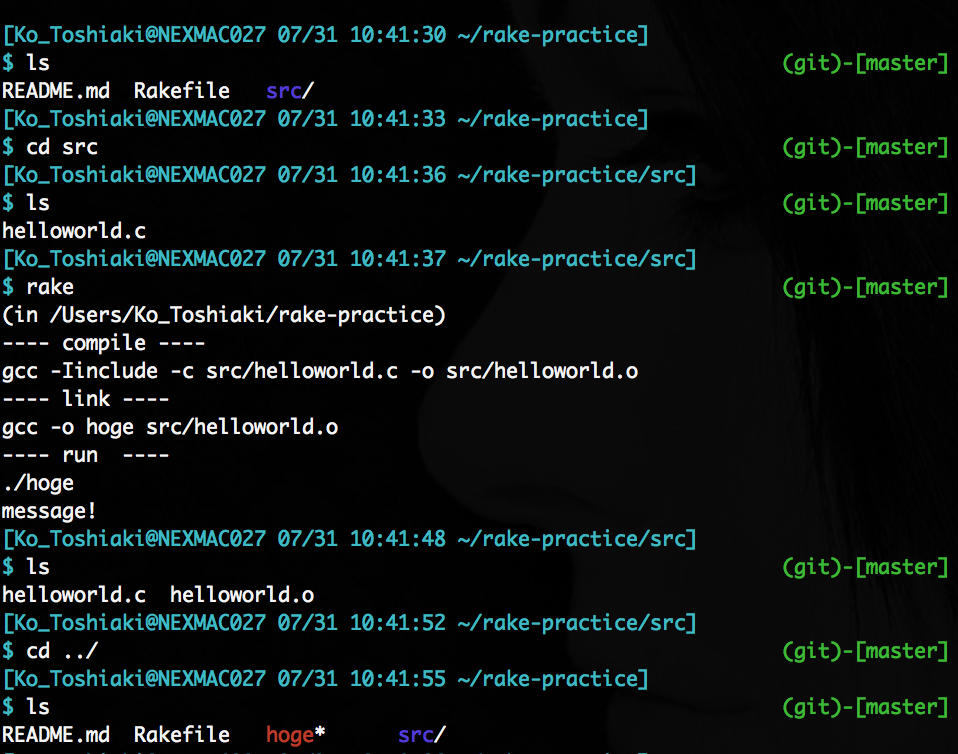 [Ko_Toshiaki@NEXMAC027 07/31 10:41:30 ~/rake-practice]
$ ls (git)-[master]
README.md  Rakefile   src/
[Ko_Toshiaki@NEXMAC027 07/31 10:41:33 ~/rake-practice]
$ cd src (git)-[master]
[Ko_Toshiaki@NEXMAC027 07/31 10:41:36 ~/rake-practice/src]
$ ls (git)-[master]
helloworld.c
[Ko_Toshiaki@NEXMAC027 07/31 10:41:37 ~/rake-practice/src]
$ rake (git)-[master]
(in /Users/Ko_Toshiaki/rake-practice)
---- compile ----
gcc -Iinclude -c src/helloworld.c -o src/helloworld.o
---- link ----
gcc -o hoge src/helloworld.o
---- run  ----
./hoge
message!
[Ko_Toshiaki@NEXMAC027 07/31 10:41:48 ~/rake-practice/src]
$ ls (git)-[master]
helloworld.c  helloworld.o
[Ko_Toshiaki@NEXMAC027 07/31 10:41:52 ~/rake-practice/src]
$ cd ../ (git)-[master]
[Ko_Toshiaki@NEXMAC027 07/31 10:41:55 ~/rake-practice]
$ ls (git)-[master]
README.md  Rakefile   hoge*      src/